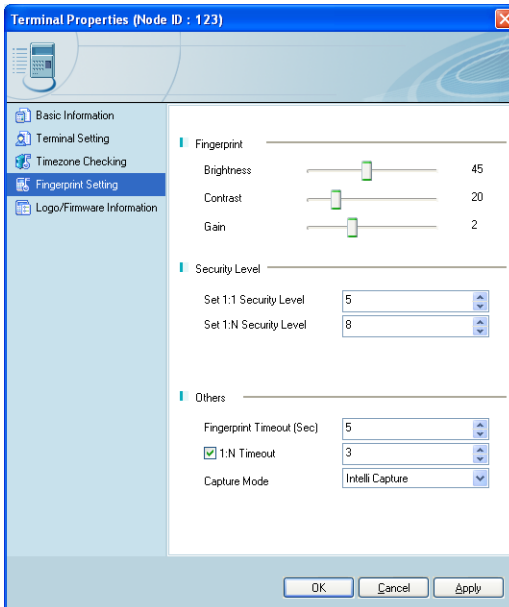 Terminal Properties (Node ID : 123)
Basic Information
Terminal Setting
Timezone Checking
Fingerprint Setting
Logo/Firmware Information
Fingerprint
Brightness 45
Contrast 20
Gain 2
Security Level
Set 1:1 Security Level 5
Set 1:N Security Level 8
Others
Fingerprint Timeout (Sec) 5
1:N Timeout 3
Capture Mode Intelli Capture
OK Cancel Apply